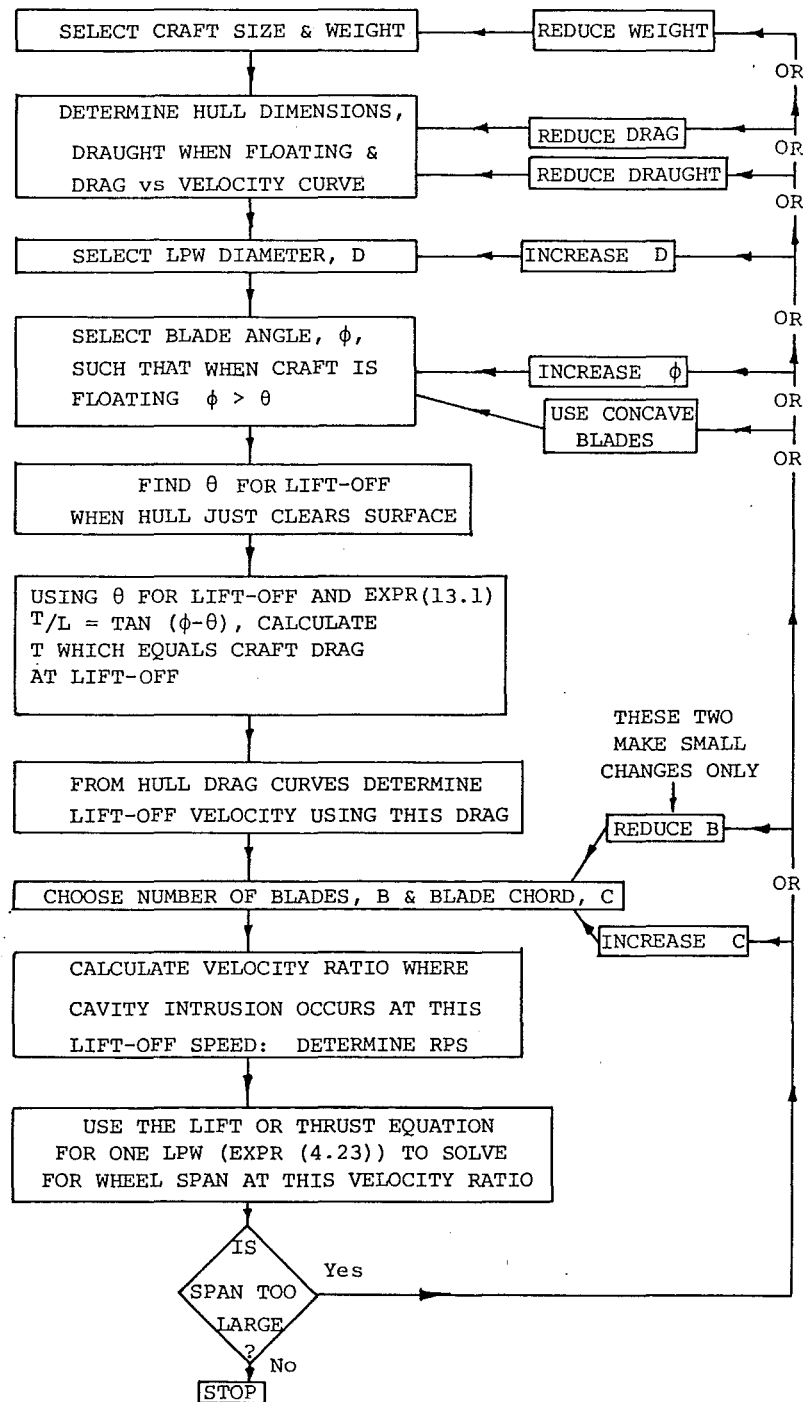 SELECT CRAFT SIZE & WEIGHT
REDUCE WEIGHT
OR
DETERMINE HULL DIMENSIONS,
DRAUGHT WHEN FLOATING &
DRAG vs VELOCITY CURVE
REDUCE DRAG
OR
REDUCE DRAUGHT
OR
SELECT LPW DIAMETER, D
INCREASE D
OR
SELECT BLADE ANGLE, ϕ,
SUCH THAT WHEN CRAFT IS
FLOATING ϕ > θ
INCREASE ϕ
OR
USE CONCAVE
BLADES
OR
FIND θ FOR LIFT-OFF
WHEN HULL JUST CLEARS SURFACE
USING θ FOR LIFT-OFF AND EXPR(13.1)
T/L = TAN (ϕ-θ), CALCULATE
T WHICH EQUALS CRAFT DRAG
AT LIFT-OFF
THESE TWO
MAKE SMALL
CHANGES ONLY
FROM HULL DRAG CURVES DETERMINE
LIFT-OFF VELOCITY USING THIS DRAG
REDUCE B
OR
CHOOSE NUMBER OF BLADES, B & BLADE CHORD, C
INCREASE C
CALCULATE VELOCITY RATIO WHERE
CAVITY INTRUSION OCCURS AT THIS
LIFT-OFF SPEED: DETERMINE RPS
USE THE LIFT OR THRUST EQUATION
FOR ONE LPW (EXPR (4.23)) TO SOLVE
FOR WHEEL SPAN AT THIS VELOCITY RATIO
IS
SPAN TOO
LARGE
?
Yes
No
STOP